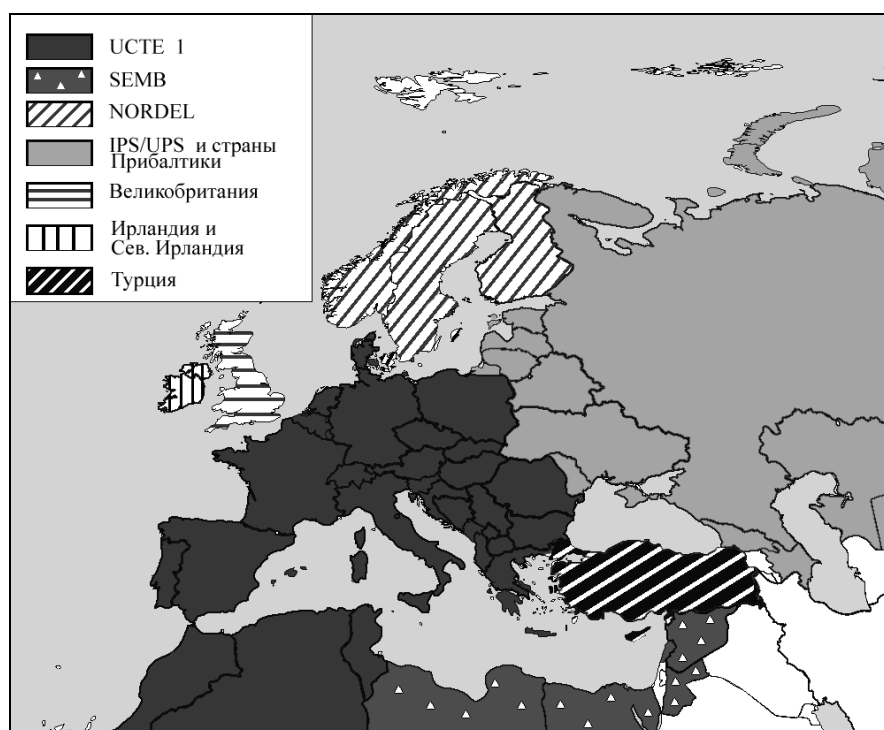 UCTE 1
SEMB
NORDEL
IPS/UPS и страны
Прибалтики
Великобритания
Ирландия и
Сев. Ирландия
Турция